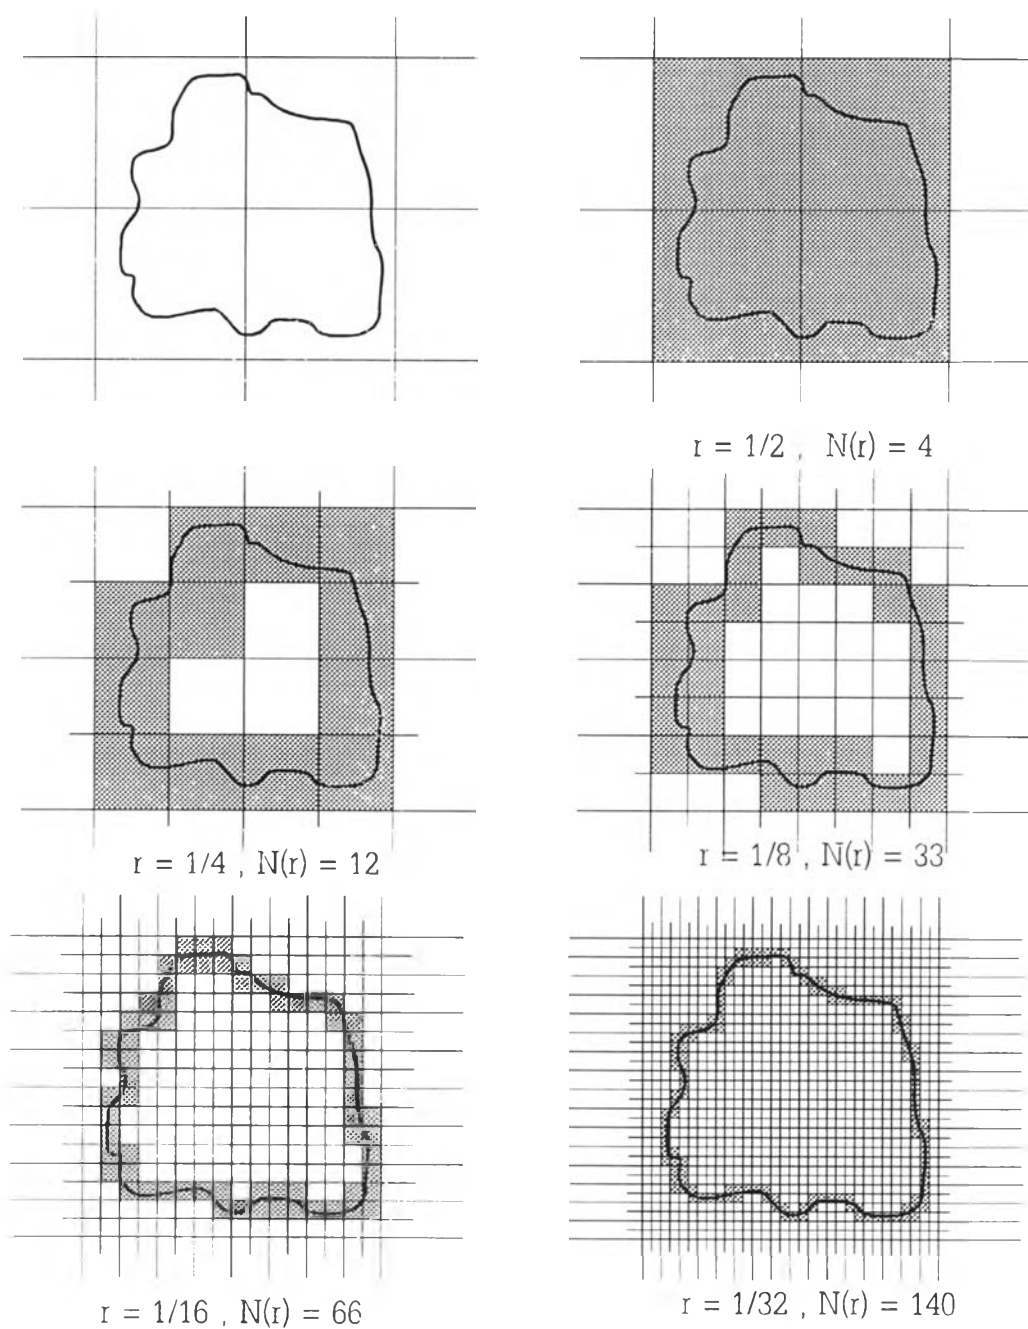 r = 1/2 , N(r) = 4
r = 1/4 , N(r) = 12
r = 1/8 , N(r) = 33
r = 1/16 , N(r) = 66
r = 1/32 , N(r) = 140